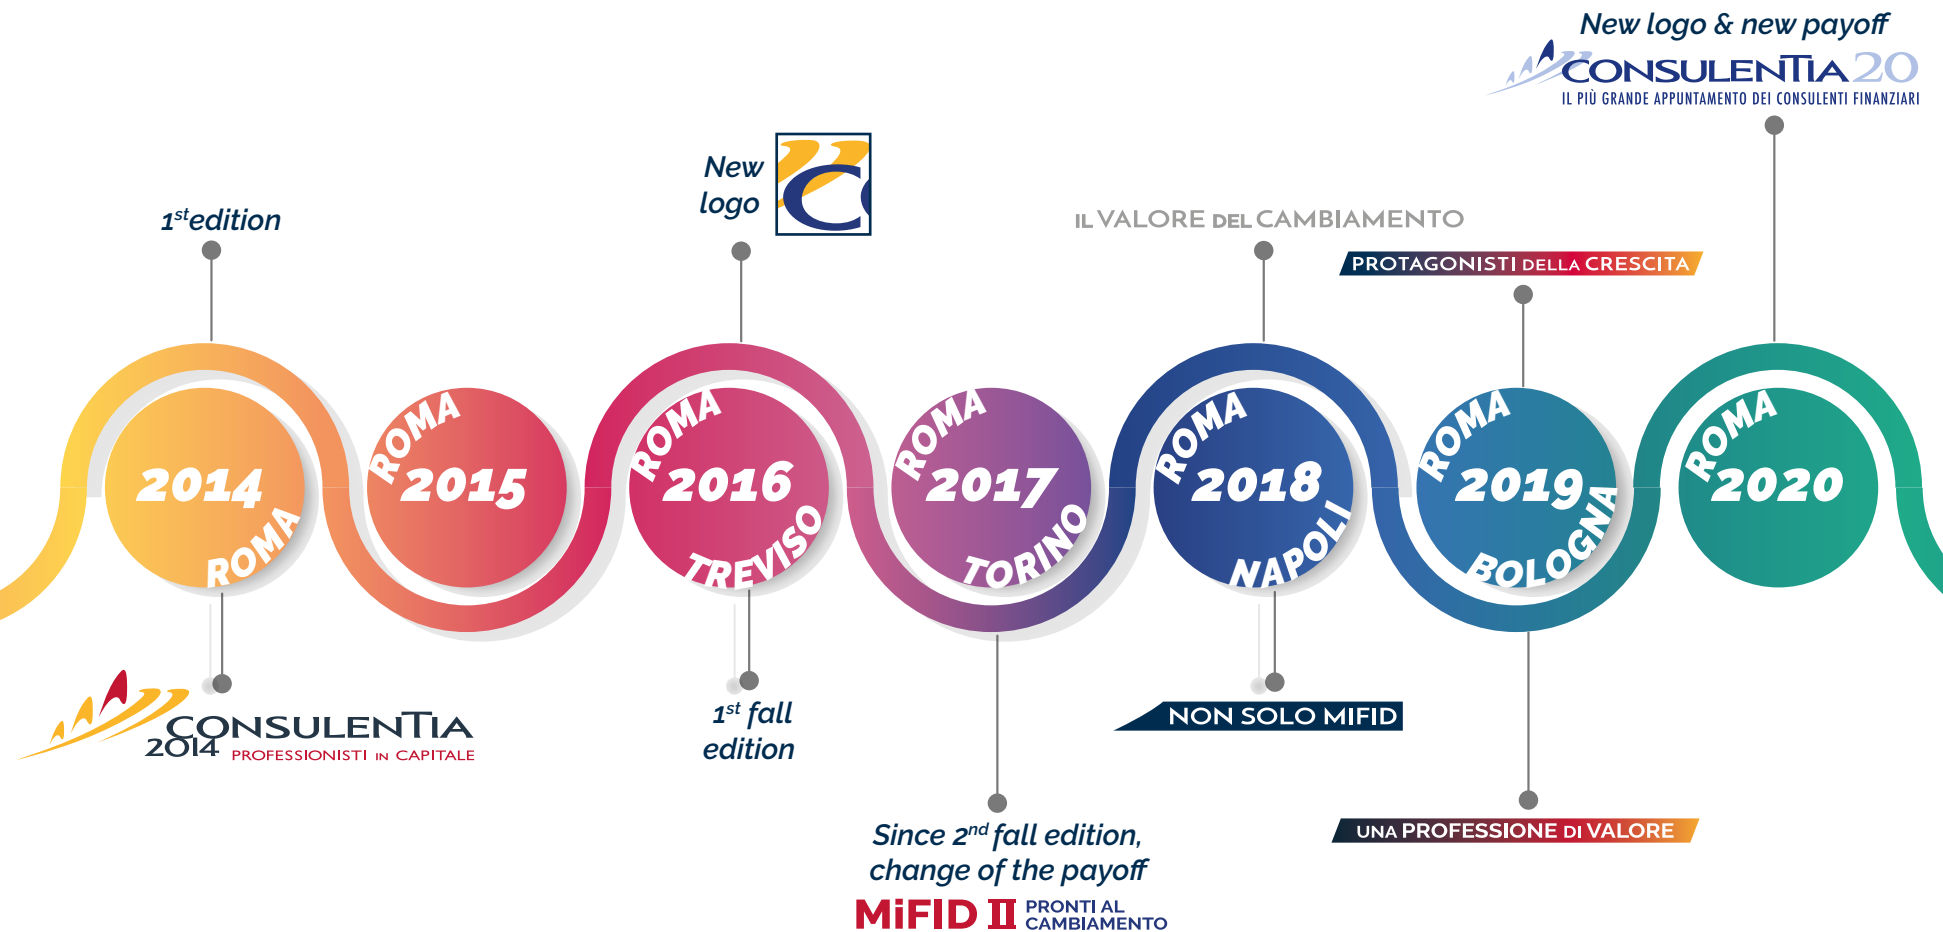 New logo & new payoff
CONSULENTIA 20
IL PIÙ GRANDE APPUNTAMENTO DEI CONSULENTI FINANZIARI
New
logo
C
1st edition
IL VALORE DEL CAMBIAMENTO
PROTAGONISTI DELLA CRESCITA
2014
ROMA
ROMA
2015
ROMA
2016
TREVISO
ROMA
2017
TORINO
ROMA
2018
NAPOLI
ROMA
2019
BOLOGNA
ROMA
2020
CONSULENTIA
2014 PROFESSIONISTI IN CAPITALE
1st fall
edition
NON SOLO MIFID
Since 2nd fall edition,
change of the payoff
MiFID II PRONTI AL
CAMBIAMENTO
UNA PROFESSIONE DI VALORE